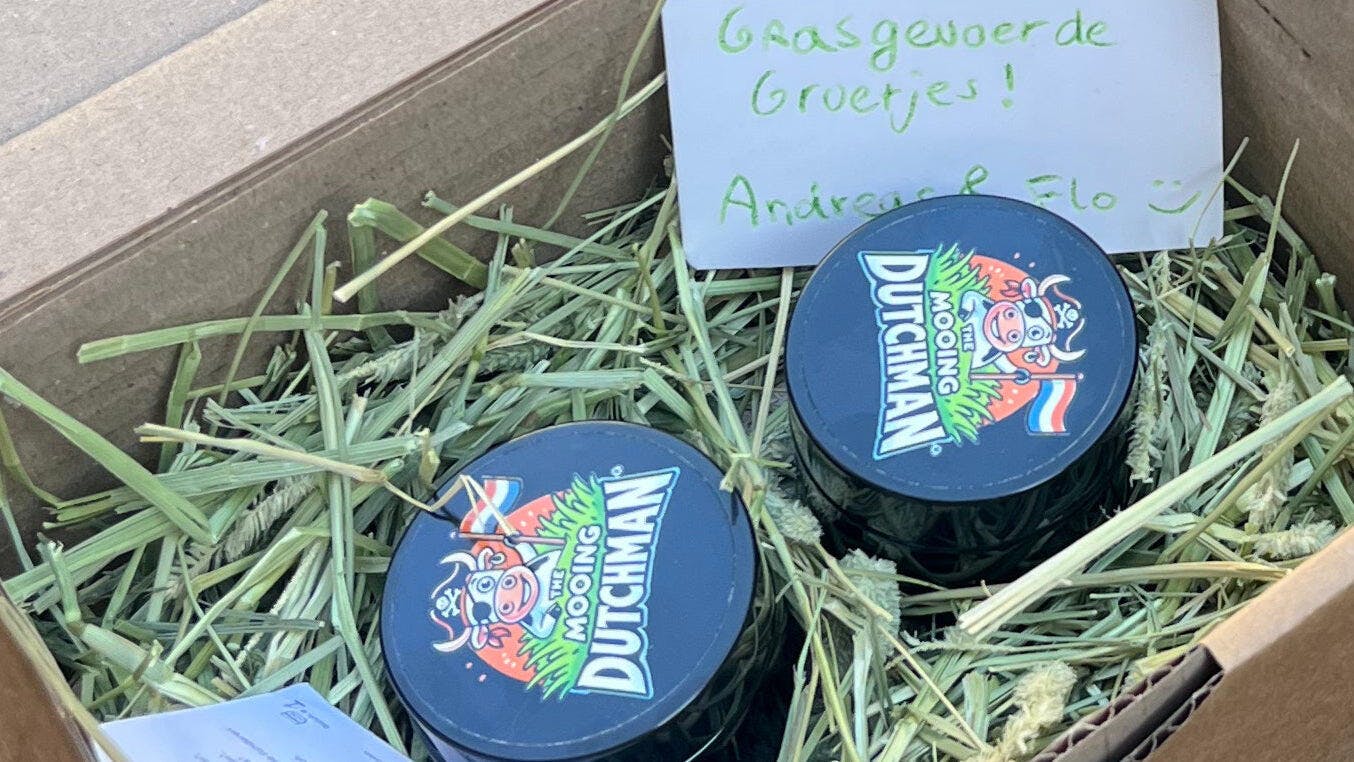 Grasgevoerde
Groetjes!
Andreas & Flo :)
THE
MOOING
DUTCHMAN
THE
MOOING
DUTCHMAN